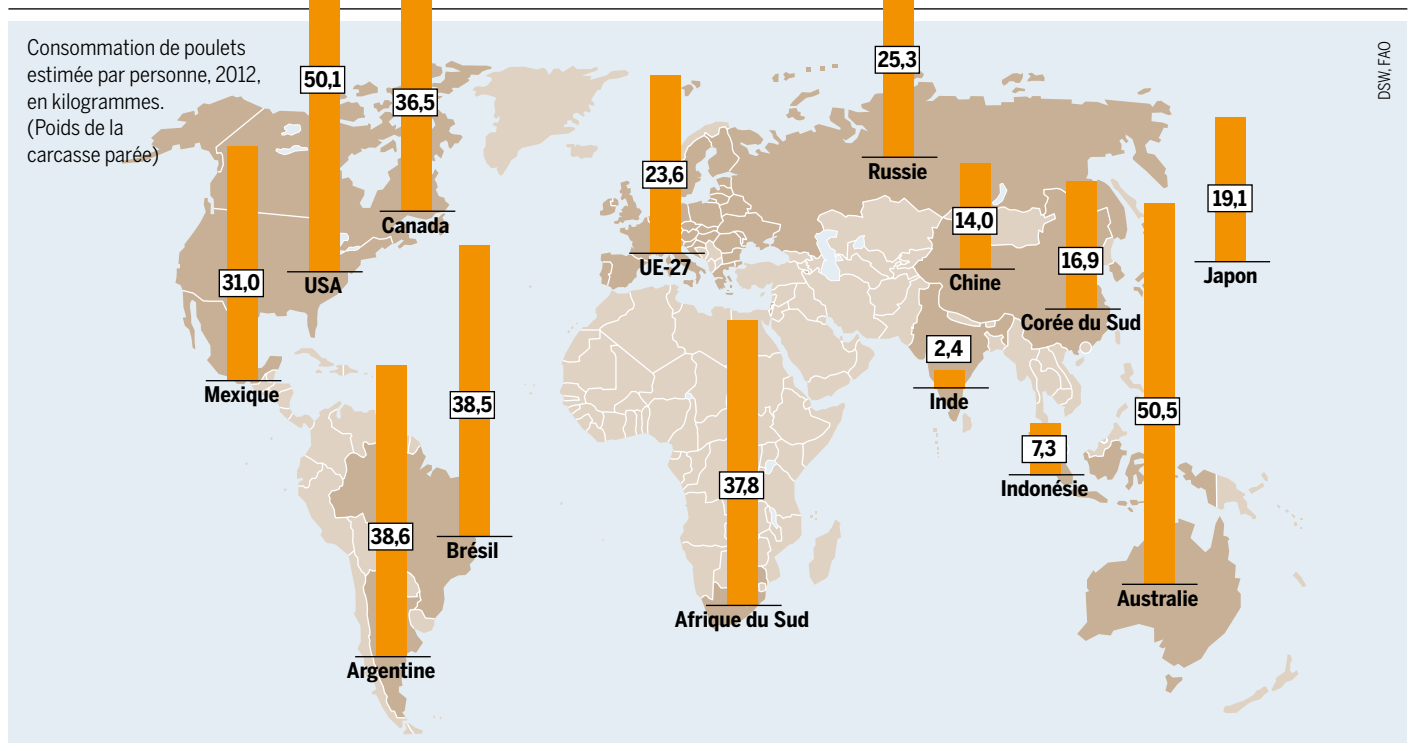 Consommation de poulets
estimée par personne, 2012,
en kilogrammes.
(Poids de la
carcasse parée)
DSW, FAO
50,1
USA
36,5
Canada
31,0
Mexique
38,5
Brésil
38,6
Argentine
23,6
UE-27
37,8
Afrique du Sud
25,3
Russie
14,0
Chine
16,9
Corée du Sud
19,1
Japon
2,4
Inde
7,3
Indonésie
50,5
Australie